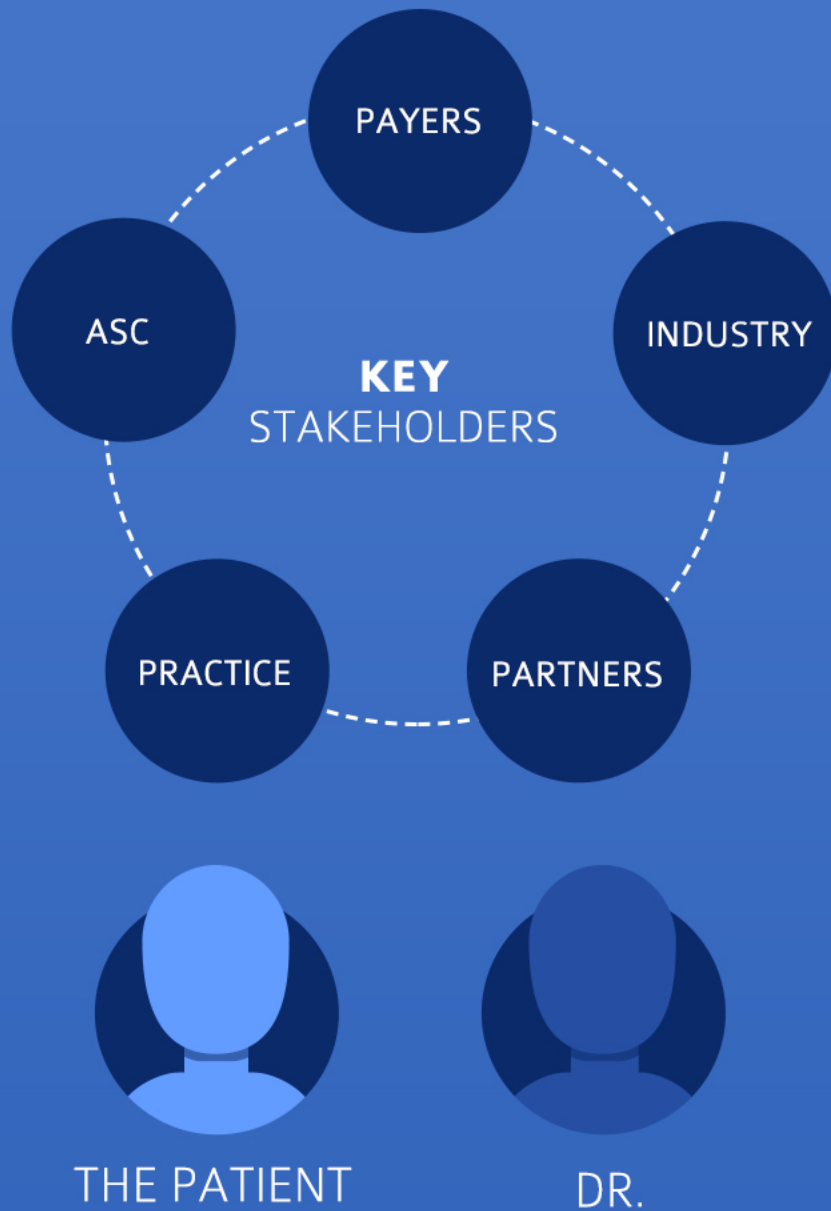 PAYERS
ASC
INDUSTRY
KEY
STAKEHOLDERS
PRACTICE
PARTNERS
THE PATIENT
DR.